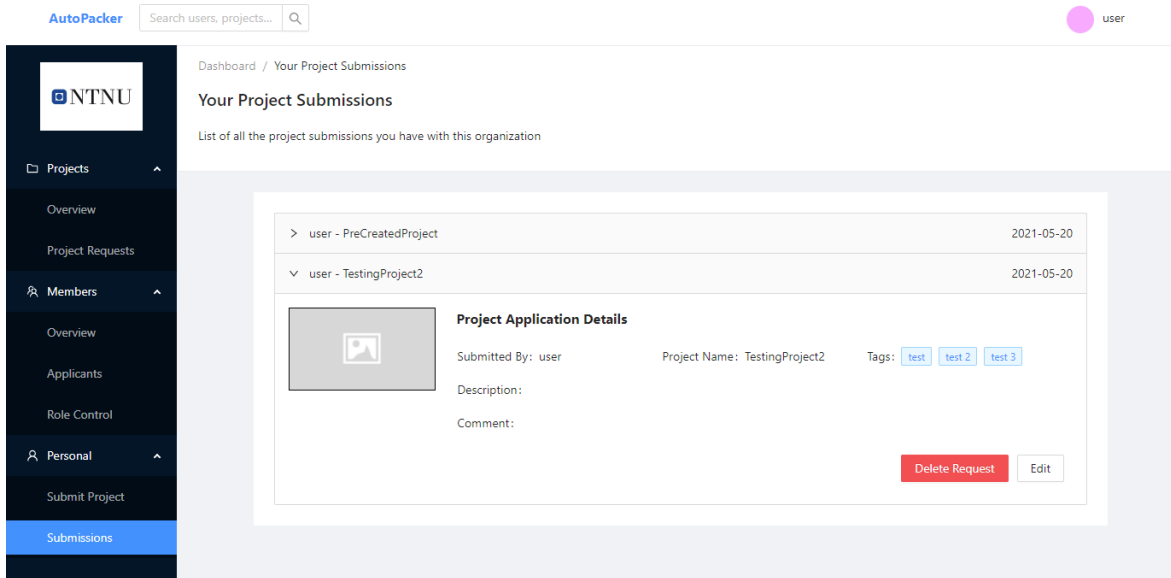 AutoPacker
Search users, projects...
user
NTNU
Dashboard / Your Project Submissions
Your Project Submissions
List of all the project submissions you have with this organization
Projects
Overview
Project Requests
Members
Overview
Applicants
Role Control
Personal
Submit Project
Submissions
user - PreCreatedProject 2021-05-20
user - TestingProject2 2021-05-20
Project Application Details
Submitted By: user Project Name: TestingProject2 Tags: test test 2 test 3
Description:
Comment:
Delete Request Edit